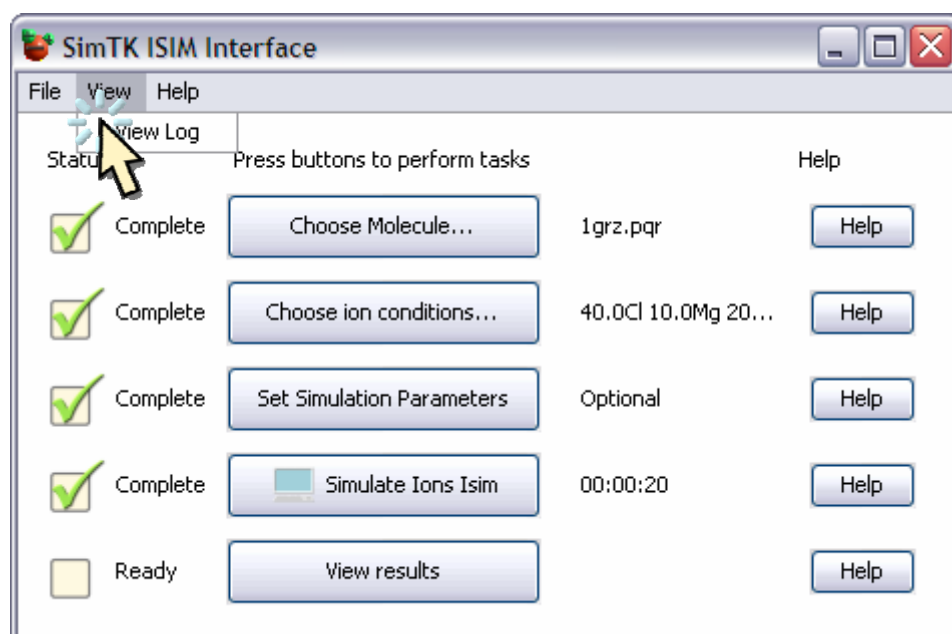 SimTK ISIM Interface
File View Help
View Log
Status Press buttons to perform tasks Help
Complete Choose Molecule... 1grz.pqr Help
Complete Choose ion conditions... 40.0Cl 10.0Mg 20... Help
Complete Set Simulation Parameters Optional Help
Complete Simulate Ions Isim 00:00:20 Help
Ready View results Help